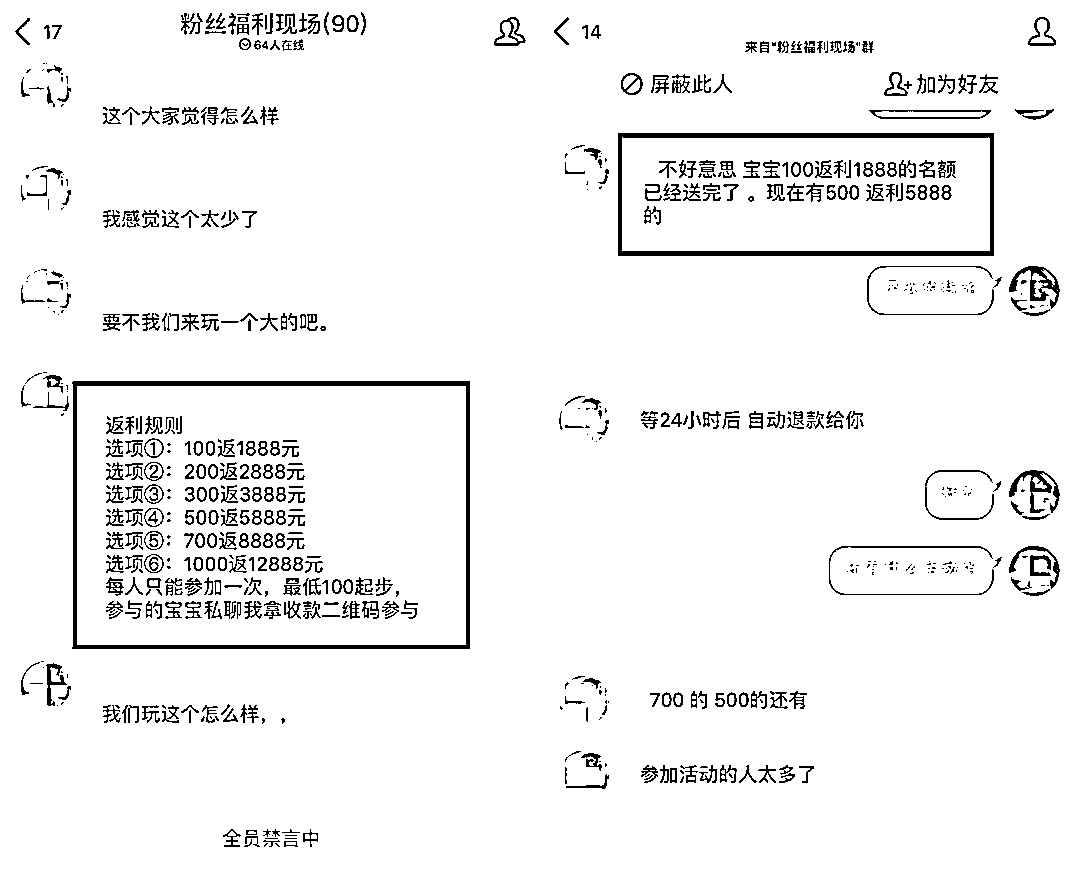 17
粉丝福利现场(90)
64人在线
这个大家觉得怎么样
我感觉这个太少了
要不我们来玩一个大的吧。
返利规则
选项①：100返1888元
选项②：200返2888元
选项③：300返3888元
选项④：500返5888元
选项⑤：700返8888元
选项⑥：1000返12888元
每人只能参加一次，最低100起步，
参与的宝宝私聊我拿收款二维码参与
我们玩这个怎么样，，
全员禁言中
14
来自"粉丝福利现场"群
屏蔽此人
加为好友
不好意思 宝宝100返利1888的名额
已经送完了 。现在有500 返利5888
的
等24小时后 自动退款给你
700 的 500的还有
参加活动的人太多了